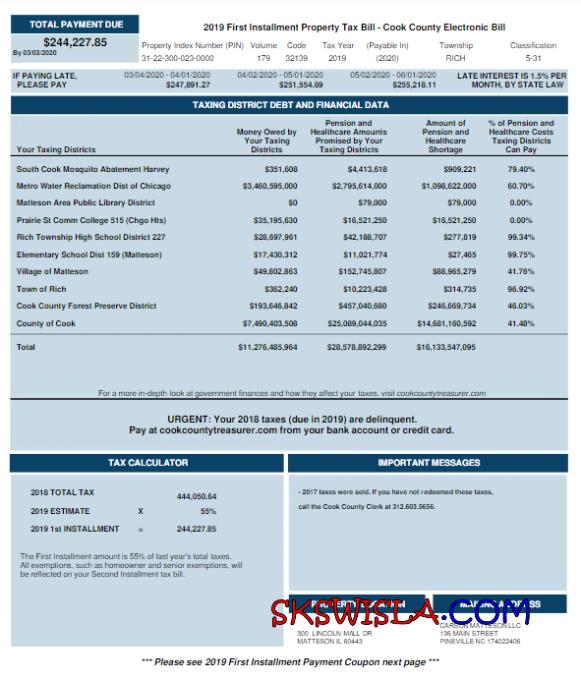 TOTAL PAYMENT DUE
$244,227.85
By 03/03/2020
2019 First Installment Property Tax Bill - Cook County Electronic Bill
Property Index Number (PIN) Volume Code Tax Year (Payable In) Township Classification
31-22-300-023-0000 179 32139 2019 (2020) RICH 5-31
IF PAYING LATE, PLEASE PAY
03/04/2020 - 04/01/2020 $247,891.27
04/02/2020 - 05/01/2020 $251,554.69
05/02/2020 - 06/01/2020 $255,218.11
LATE INTEREST IS 1.5% PER MONTH, BY STATE LAW
TAXING DISTRICT DEBT AND FINANCIAL DATA
Your Taxing Districts
Money Owed by Your Taxing Districts
Pension and Healthcare Amounts Promised by Your Taxing Districts
Amount of Pension and Healthcare Shortage
% of Pension and Healthcare Costs Taxing Districts Can Pay
South Cook Mosquito Abatement Harvey $351,608 $4,413,618 $909,221 79.40%
Metro Water Reclamation Dist of Chicago $3,460,595,000 $2,795,614,000 $1,098,622,000 60.70%
Matteson Area Public Library District $0 $79,000 $79,000 0.00%
Prairie St Comm College 515 (Chgo Hts) $35,195,630 $16,521,250 $16,521,250 0.00%
Rich Township High School District 227 $28,697,961 $42,186,707 $277,819 99.34%
Elementary School Dist 159 (Matteson) $17,430,312 $11,021,774 $27,465 99.75%
Village of Matteson $49,802,863 $152,745,807 $88,965,279 41.76%
Town of Rich $362,240 $10,223,428 $314,735 96.92%
Cook County Forest Preserve District $193,646,842 $457,040,680 $246,669,734 46.03%
County of Cook $7,490,403,508 $25,089,044,035 $14,681,160,592 41.48%
Total $11,276,485,964 $28,578,892,299 $16,133,547,095
For a more in-depth look at government finances and how they affect your taxes, visit cookcountytreasurer.com
URGENT: Your 2018 taxes (due in 2019) are delinquent.
Pay at cookcountytreasurer.com from your bank account or credit card.
TAX CALCULATOR
2018 TOTAL TAX 444,050.64
2019 ESTIMATE X 55%
2019 1st INSTALLMENT = 244,227.85
The First Installment amount is 55% of last year's total taxes.
All exemptions, such as homeowner and senior exemptions, will
be reflected on your Second Installment tax bill.
IMPORTANT MESSAGES
- 2017 taxes were sold. If you have not redeemed these taxes,
call the Cook County Clerk at 312.603.5656.
SKSWISLA.COM
300 LINCOLN MALL DR
MATTESON IL 60443
CARSON MATTESON LLC
136 MAIN STREET
PINEVILLE NC 174022406
*** Please see 2019 First Installment Payment Coupon next page ***